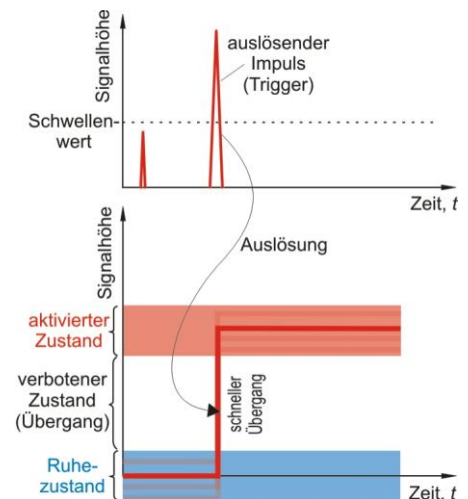 Signalhöhe
auslösender
Impuls
(Trigger)
Schwellen-
wert
Zeit, t
Signalhöhe
Auslösung
aktivierter
Zustand
verbotener
Zustand
(Übergang)
schneller
Übergang
Ruhe-
zustand
Zeit, t